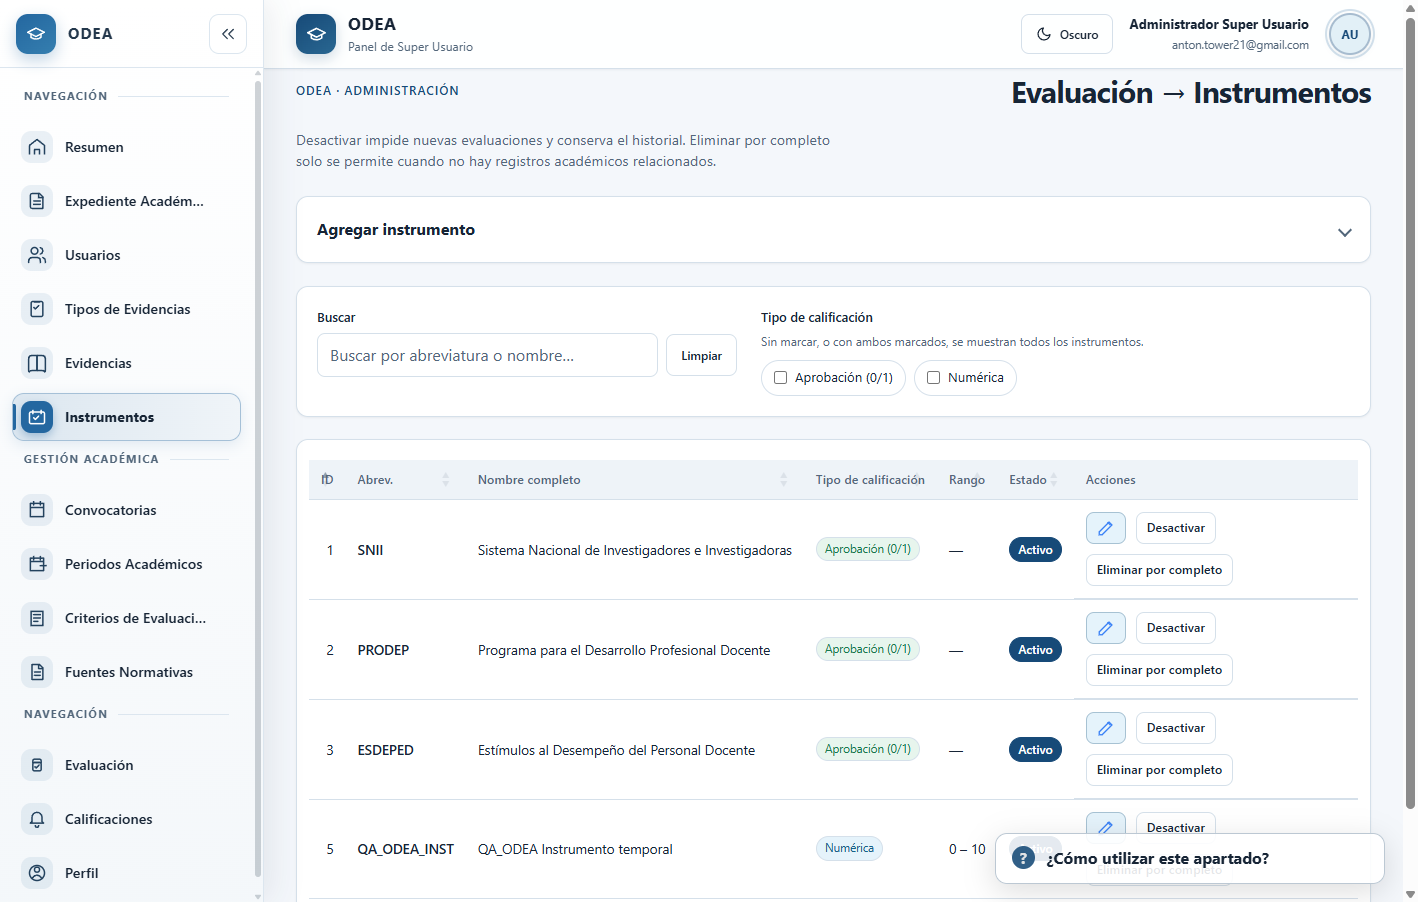 ODEA
NAVEGACIÓN
Resumen
Expediente Académ...
Usuarios
Tipos de Evidencias
Evidencias
Instrumentos
GESTIÓN ACADÉMICA
Convocatorias
Periodos Académicos
Criterios de Evaluaci...
Fuentes Normativas
NAVEGACIÓN
Evaluación
Calificaciones
Perfil
ODEA
Panel de Super Usuario
Oscuro
Administrador Super Usuario
anton.tower21@gmail.com
AU
ODEA · ADMINISTRACIÓN
Evaluación → Instrumentos
Desactivar impide nuevas evaluaciones y conserva el historial. Eliminar por completo
solo se permite cuando no hay registros académicos relacionados.
Agregar instrumento
Buscar
Buscar por abreviatura o nombre...
Limpiar
Tipo de calificación
Sin marcar, o con ambos marcados, se muestran todos los instrumentos.
Aprobación (0/1)
Numérica
ID Abrev. Nombre completo Tipo de calificación Rango Estado Acciones
1 SNII Sistema Nacional de Investigadores e Investigadoras Aprobación (0/1) — Activo Desactivar
Eliminar por completo
2 PRODEP Programa para el Desarrollo Profesional Docente Aprobación (0/1) — Activo Desactivar
Eliminar por completo
3 ESDEPED Estímulos al Desempeño del Personal Docente Aprobación (0/1) — Activo Desactivar
Eliminar por completo
5 QA_ODEA_INST QA_ODEA Instrumento temporal Numérica 0 – 10 Desactivar
Eliminar por completo
? ¿Cómo utilizar este apartado?